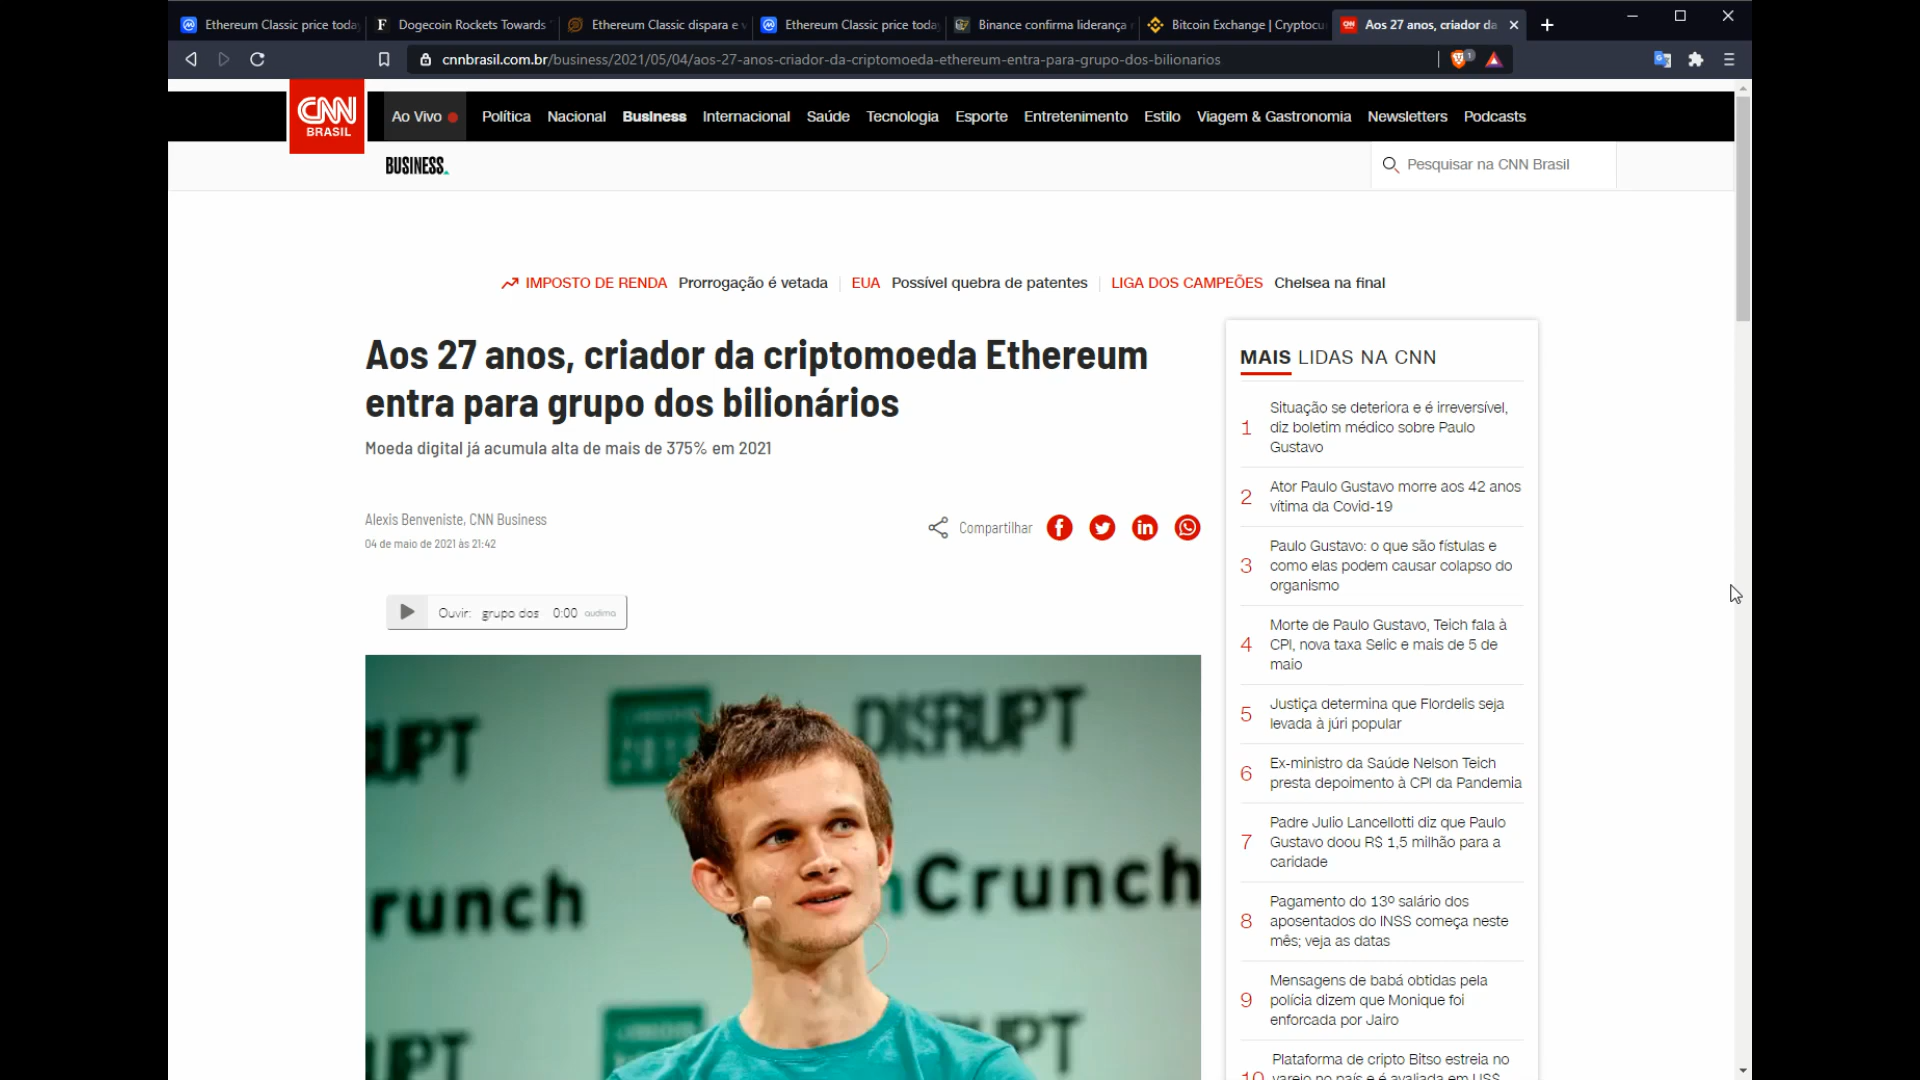 Ethereum Classic price toda
Dogecoin Rockets Towards
Ethereum Classic dispara e v
Ethereum Classic price toda
Binance confirma liderança
Bitcoin Exchange | Cryptocu
Aos 27 anos, criador da
cnnbrasil.com.br/business/2021/05/04/aos-27-anos-criador-da-criptomoeda-ethereum-entra-para-grupo-dos-bilionarios
CNN
BRASIL
Ao Vivo
Política
Nacional
Business
Internacional
Saúde
Tecnologia
Esporte
Entretenimento
Estilo
Viagem & Gastronomia
Newsletters
Podcasts
BUSINESS
Pesquisar na CNN Brasil
IMPOSTO DE RENDA Prorrogação é vetada
EUA Possível quebra de patentes
LIGA DOS CAMPEÕES Chelsea na final
Aos 27 anos, criador da criptomoeda Ethereum
entra para grupo dos bilionários
Moeda digital já acumula alta de mais de 375% em 2021
Alexis Benveniste, CNN Business
04 de maio de 2021 às 21:42
Compartilhar
Ouvir: grupo dos 0:00 audima
DISRUPT
UPT
runch
Crunch
UPT
UPT
MAIS LIDAS NA CNN
1
Situação se deteriora e é irreversível,
diz boletim médico sobre Paulo
Gustavo
2
Ator Paulo Gustavo morre aos 42 anos
vítima da Covid-19
3
Paulo Gustavo: o que são fístulas e
como elas podem causar colapso do
organismo
4
Morte de Paulo Gustavo, Teich fala à
CPI, nova taxa Selic e mais de 5 de
maio
5
Justiça determina que Flordelis seja
levada à júri popular
6
Ex-ministro da Saúde Nelson Teich
presta depoimento à CPI da Pandemia
7
Padre Julio Lancellotti diz que Paulo
Gustavo doou R$ 1,5 milhão para a
caridade
8
Pagamento do 13º salário dos
aposentados do INSS começa neste
mês; veja as datas
9
Mensagens de babá obtidas pela
polícia dizem que Monique foi
enforcada por Jairo
10
Plataforma de cripto Bitso estreia no
varejo no país e é avaliada em US$